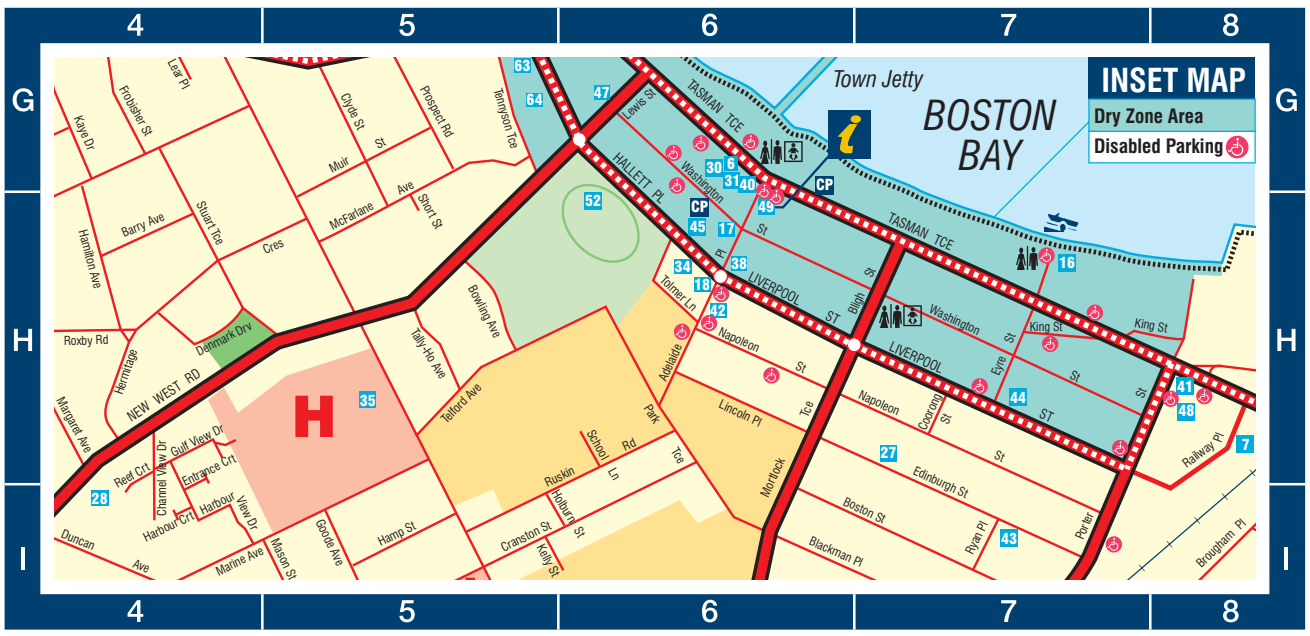 4
5
6
7
8
G
H
I
G
H
I
INSET MAP
Dry Zone Area
Disabled Parking
Town Jetty
BOSTON
BAY
i
63
64
47
Lear Pl
Frobisher St
Kaye Dr
Clyde St
Prospect Rd
Tennyson Tce
Muir
St
McFarlane
Ave
Short St
Lewis St
TASMAN TCE
HALLETT PL
Washington
St
30
6
31
40
49
CP
CP
45
17
52
Barry Ave
Stuart Tce
Cres
Hamilton Ave
34
18
38
42
Pl
Tolmer Ln
LIVERPOOL
ST
Bligh
St
TASMAN TCE
16
Washington
St
King St
King St
Eyre
St
LIVERPOOL
ST
44
St
41
48
7
Railway Pl
Roxby Rd
Hermitage
Denmark Drv
NEW WEST RD
Margaret Ave
Bowling Ave
Tally-Ho Ave
Telford Ave
Adelaide
Napoleon
St
Lincoln Pl
Tce
Mortlock
Napoleon
St
Coorong
St
27
Edinburgh St
Boston St
Blackman Pl
Ryan Pl
43
Porter
Brougham Pl
H
35
28
Reef Crt
Channel View Dr
Gulf View Dr
Entrance Crt
Harbour Crt
Harbour
View Dr
Duncan
Ave
Marine Ave
Mason St
Goode Ave
Hamp St
Park
Tce
School
Ln
Ruskin
Rd
Holburn
St
Cranston St
Kelly St
4
5
6
7
8